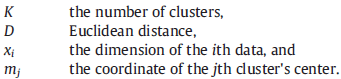 K the number of clusters,
D Euclidean distance,
xᵢ the dimension of the ith data, and
mⱼ the coordinate of the jth cluster's center.